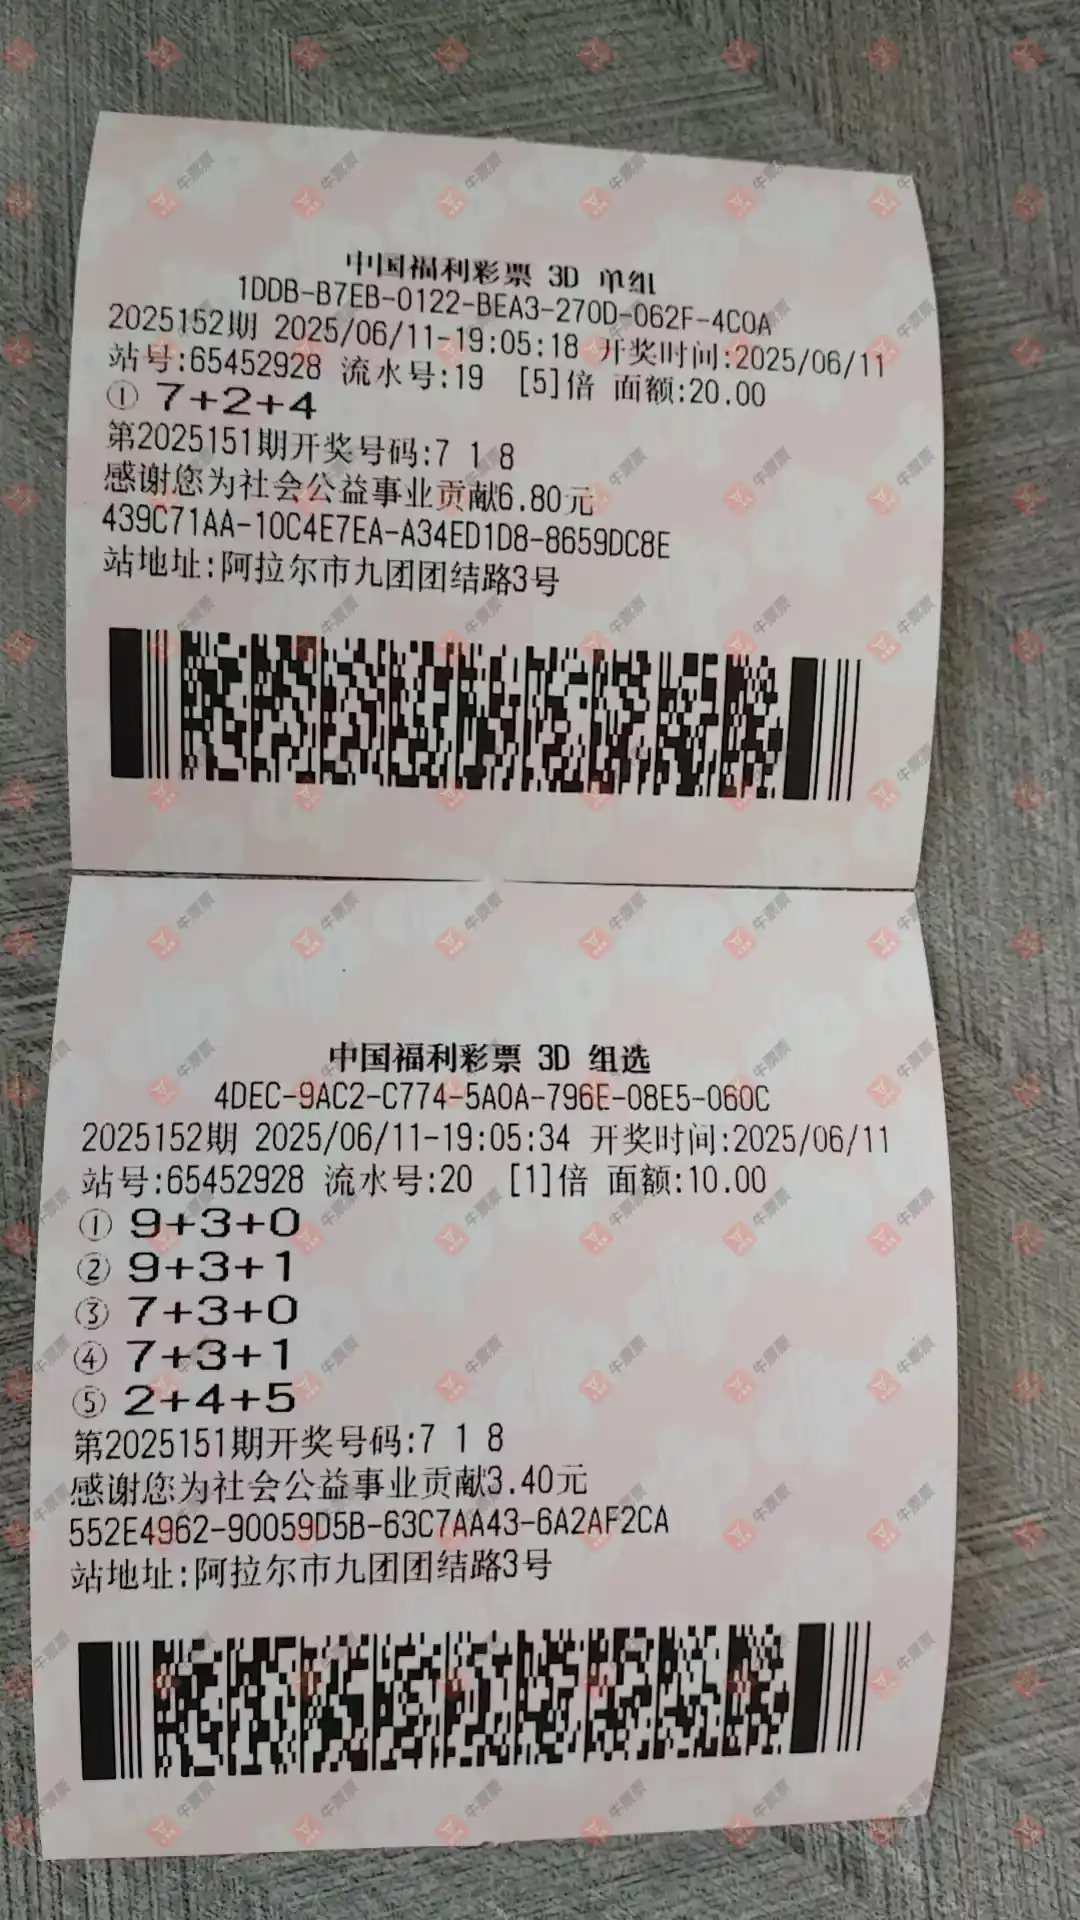 中国福利彩票 3D 单组
1DDB-B7EB-0122-BEA3-270D-062F-4C0A
2025152期 2025/06/11-19:05:18 开奖时间:2025/06/11
站号:65452928 流水号:19 [5]倍 面额:20.00
① 7+2+4
第2025151期开奖号码:7 1 8
感谢您为社会公益事业贡献6.80元
439C71AA-10C4E7EA-A34ED1D8-8659DC8E
站地址:阿拉尔市九团团结路3号
中国福利彩票 3D 组选
4DEC-9AC2-C774-5A0A-796E-08E5-060C
2025152期 2025/06/11-19:05:34 开奖时间:2025/06/11
站号:65452928 流水号:20 [1]倍 面额:10.00
① 9+3+0
② 9+3+1
③ 7+3+0
④ 7+3+1
⑤ 2+4+5
第2025151期开奖号码:7 1 8
感谢您为社会公益事业贡献3.40元
552E4962-90059D5B-63C7AA43-6A2AF2CA
站地址:阿拉尔市九团团结路3号
牛票票